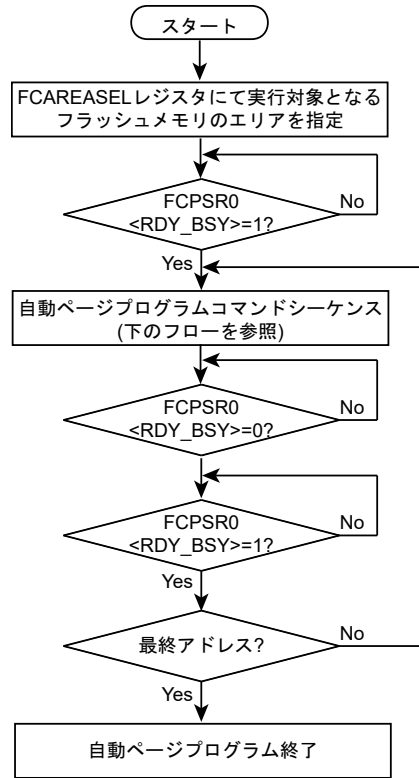 スタート
FCAREASELレジスタにて実行対象となる
フラッシュメモリのエリアを指定
FCPSR0
<RDY_BSY>=1?
No
Yes
自動ページプログラムコマンドシーケンス
(下のフローを参照)
FCPSR0
<RDY_BSY>=0?
No
FCPSR0
<RDY_BSY>=1?
No
Yes
最終アドレス?
No
Yes
自動ページプログラム終了